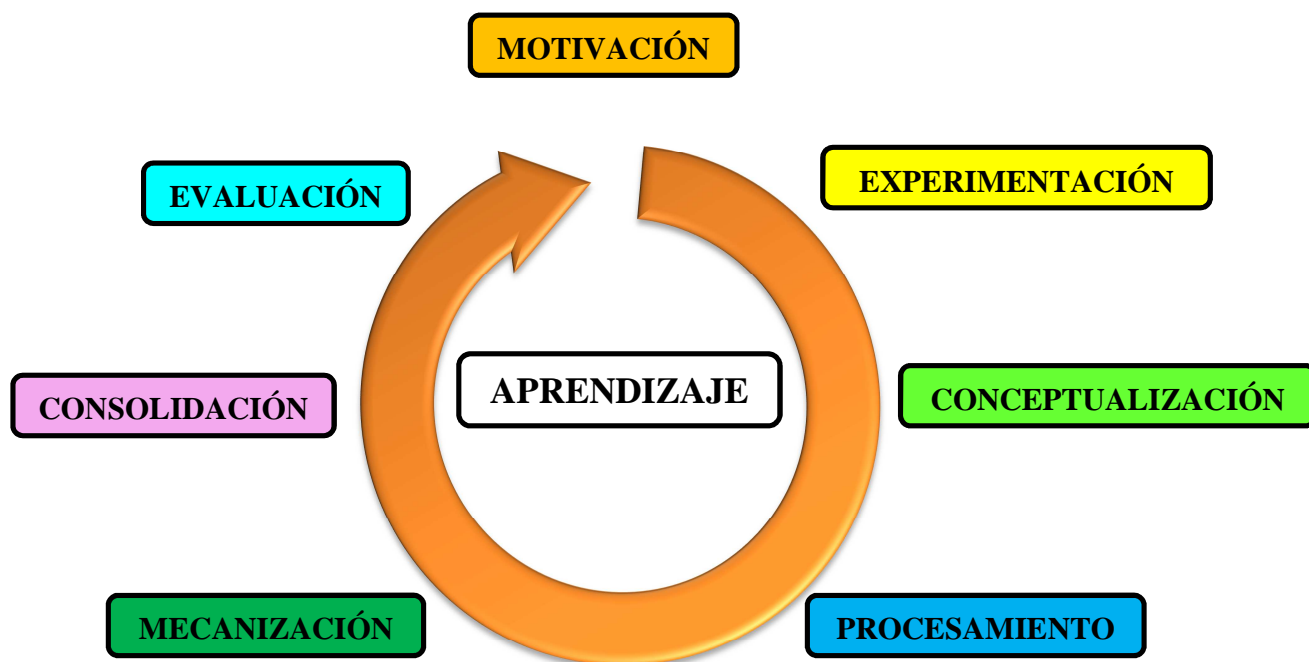 MOTIVACIÓN
EVALUACIÓN
EXPERIMENTACIÓN
APRENDIZAJE
CONSOLIDACIÓN
CONCEPTUALIZACIÓN
MECANIZACIÓN
PROCESAMIENTO